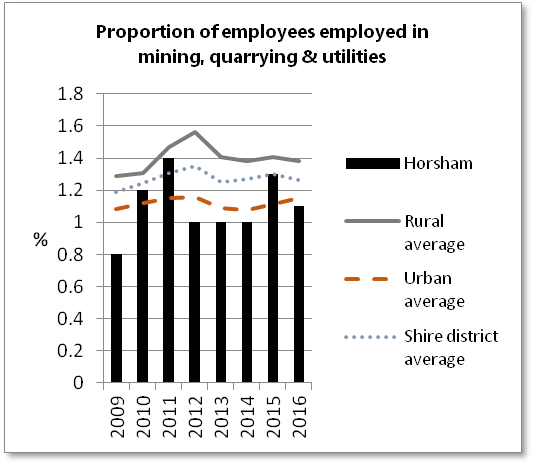 Proportion of employees employed in
mining, quarrying & utilities
1.8
1.6
1.4
1.2
1
0.8
0.6
0.4
0.2
0
%
2009
2010
2011
2012
2013
2014
2015
2016
Horsham
Rural
average
Urban
average
Shire district
average